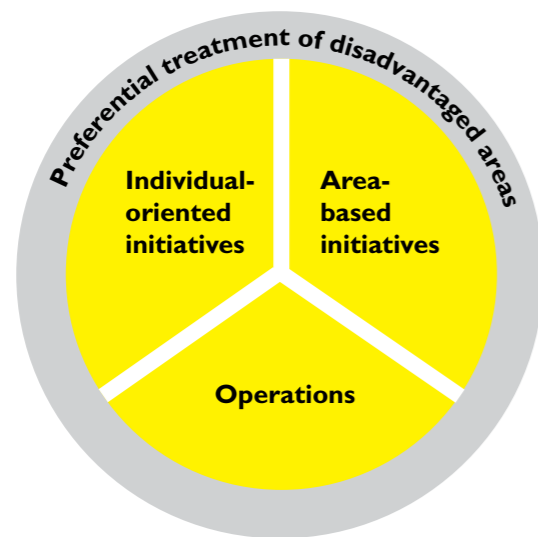 Preferential treatment of disadvantaged areas
Individual-
oriented
initiatives
Area-
based
initiatives
Operations